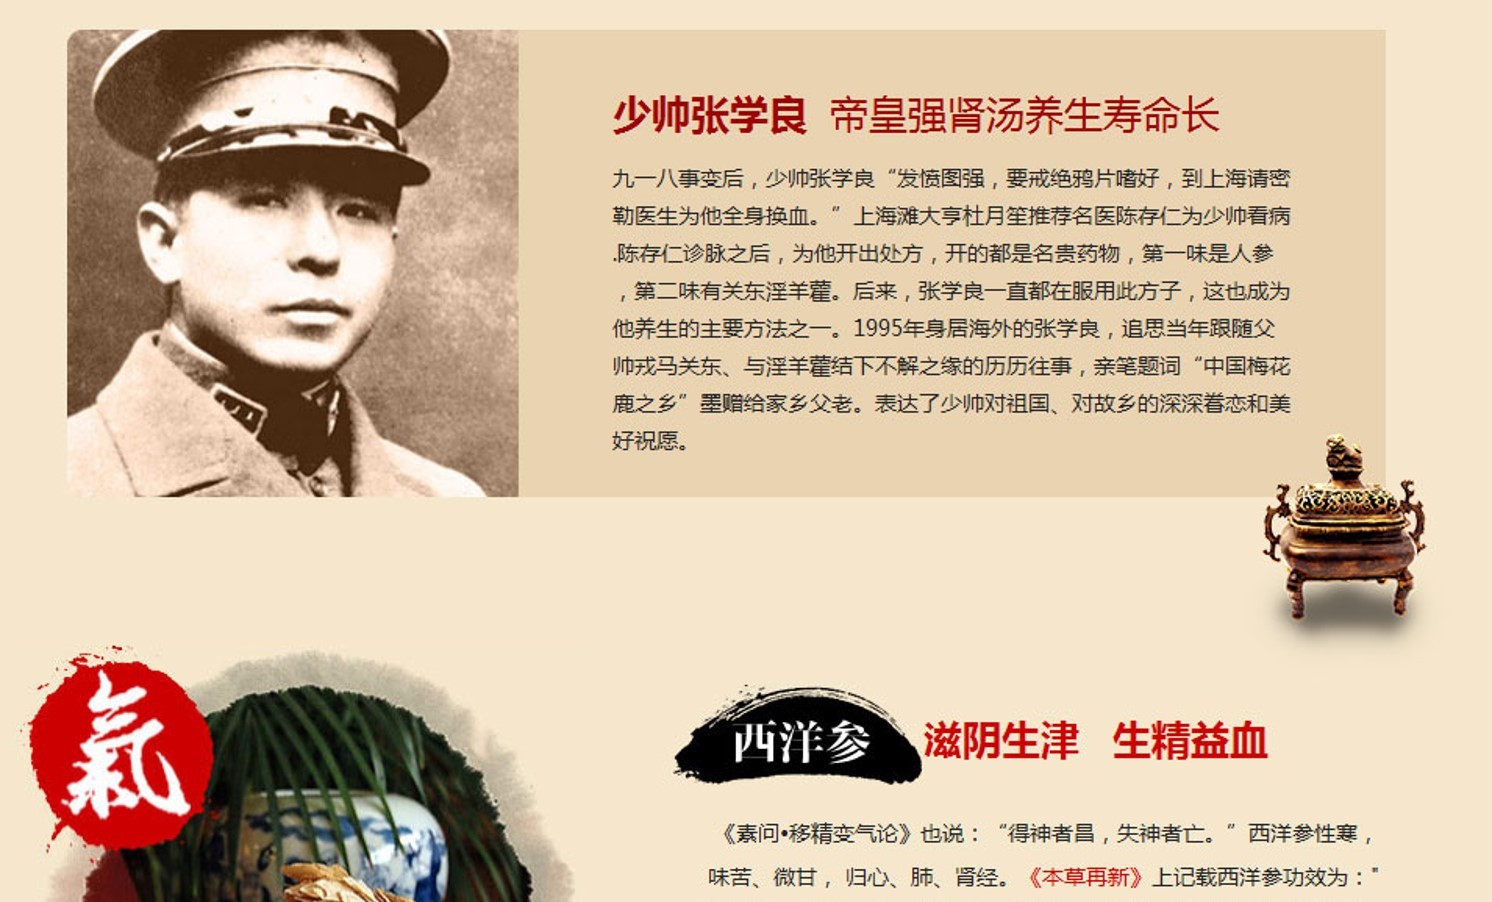 少帅张学良 帝皇强肾汤养生寿命长
九一八事变后，少帅张学良“发愤图强，要戒绝鸦片嗜好，到上海请密
勒医生为他全身换血。”上海滩大亨杜月笙推荐名医陈存仁为少帅看病
.陈存仁诊脉之后，为他开出处方，开的都是名贵药物，第一味是人参
，第二味有关东淫羊藿。后来，张学良一直都在服用此方子，这也成为
他养生的主要方法之一。1995年身居海外的张学良，追思当年跟随父
帅戎马关东、与淫羊藿结下不解之缘的历历往事，亲笔题词“中国梅花
鹿之乡”墨赠给家乡父老。表达了少帅对祖国、对故乡的深深眷恋和美
好祝愿。
氣
西洋参 滋阴生津 生精益血
《素问•移精变气论》也说：“得神者昌，失神者亡。”西洋参性寒，
味苦、微甘，归心、肺、肾经。《本草再新》上记载西洋参功效为："